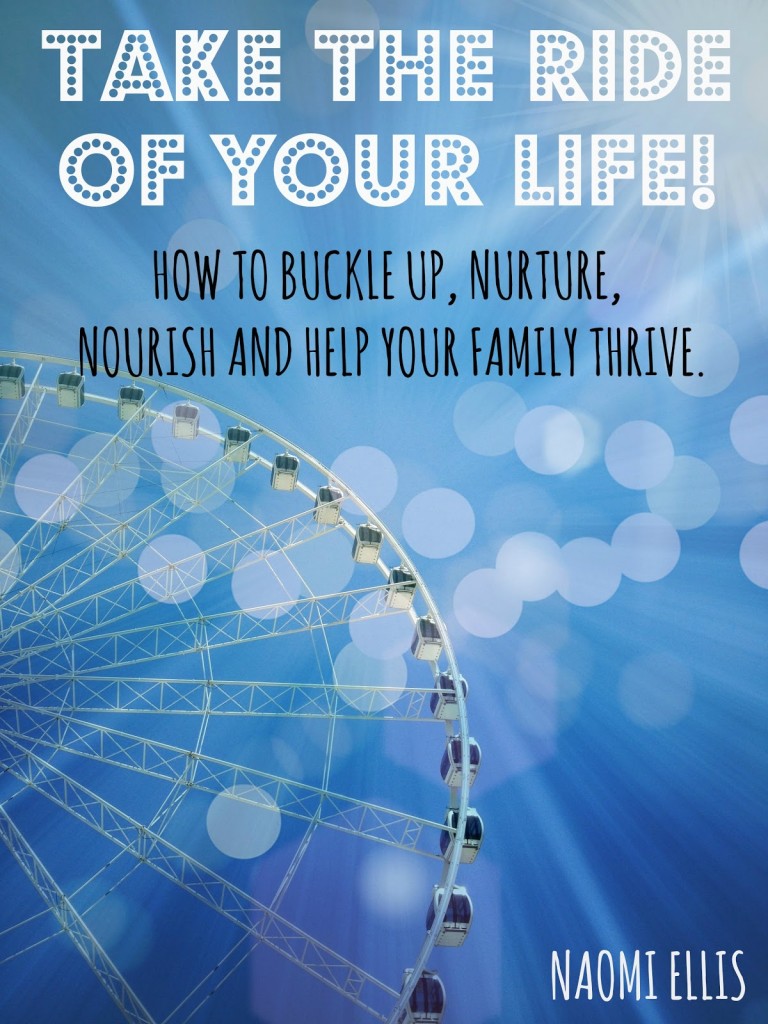 TAKE THE RIDE
OF YOUR LIFE!
HOW TO BUCKLE UP, NURTURE,
NOURISH AND HELP YOUR FAMILY THRIVE.
NAOMI ELLIS